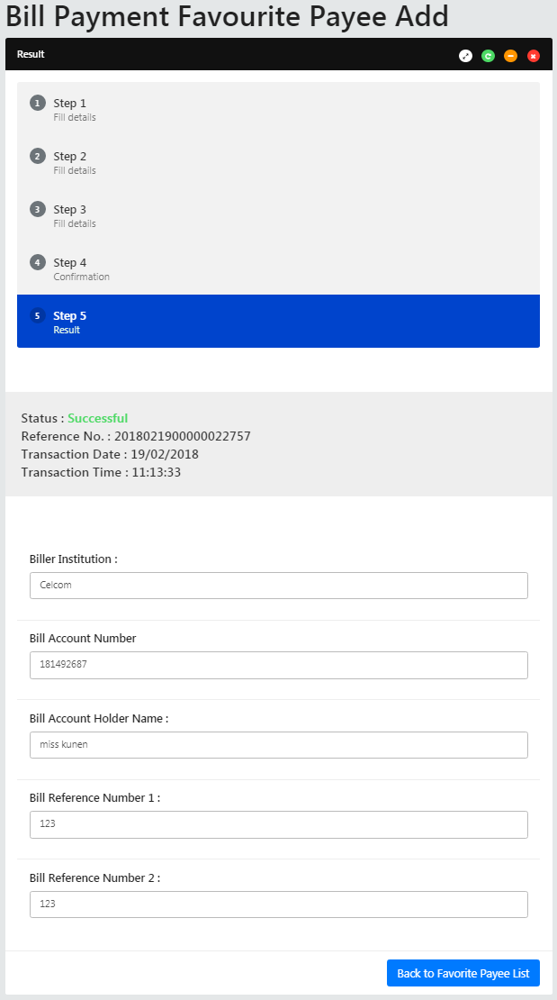 Bill Payment Favourite Payee Add
Result
1 Step 1
Fill details
2 Step 2
Fill details
3 Step 3
Fill details
4 Step 4
Confirmation
5 Step 5
Result
Status : Successful
Reference No. : 2018021900000022757
Transaction Date : 19/02/2018
Transaction Time : 11:13:33
Biller Institution :
Celcom
Bill Account Number
181492687
Bill Account Holder Name :
miss kunen
Bill Reference Number 1 :
123
Bill Reference Number 2 :
123
Back to Favorite Payee List